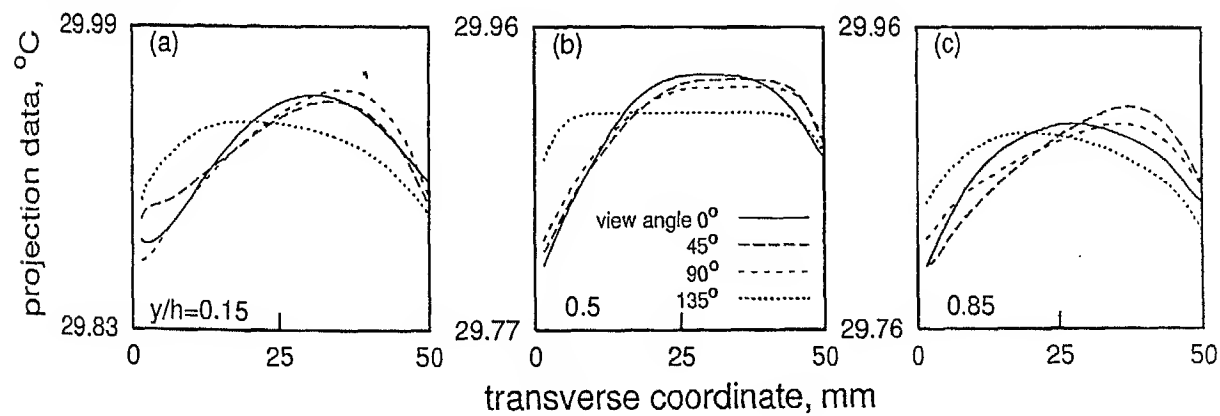 29.99
29.96
29.96
(a)
(b)
(c)
projection data, °C
view angle 0°
45°
90°
135°
y/h=0.15
0.5
0.85
29.83
29.77
29.76
0 25 50
0 25 50
0 25 50
transverse coordinate, mm